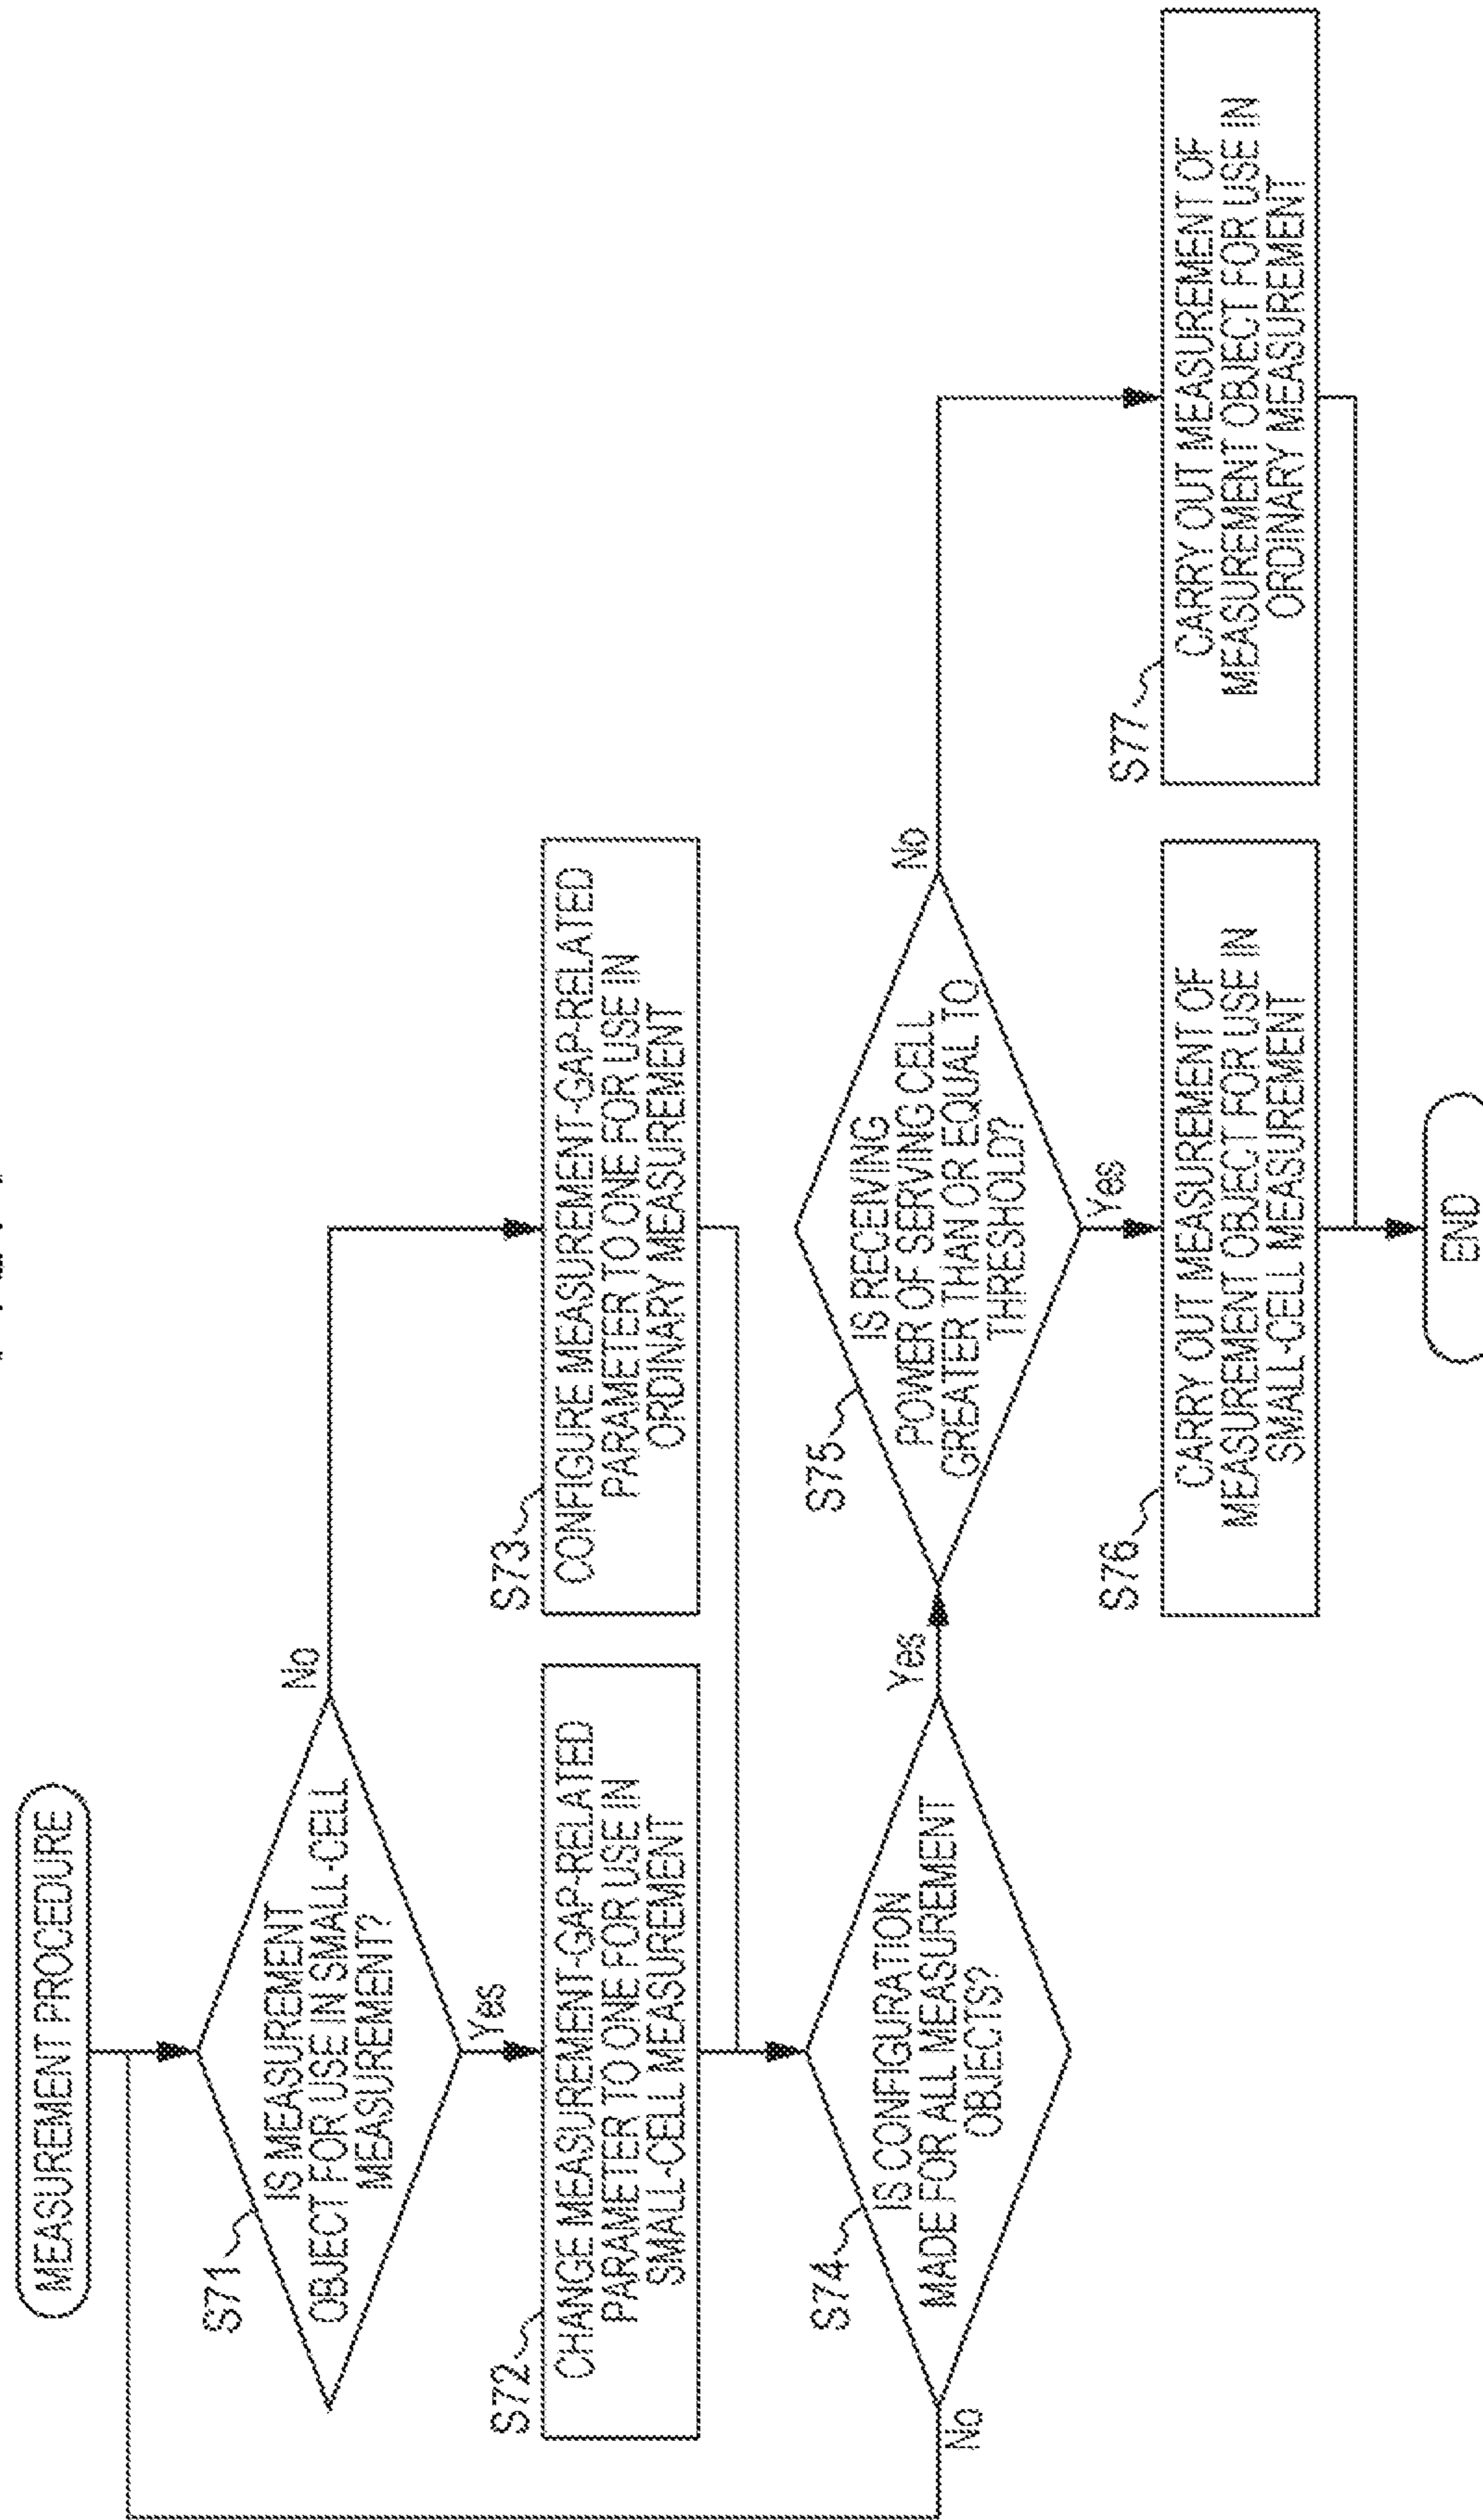 MEASUREMENT PROCEDURE
S71
IS MEASUREMENT
OBJECT FOR USE IN SMALL-CELL
MEASUREMENT?
No
Yes
S72
CHANGE MEASUREMENT-GAP-RELATED
PARAMETER TO ONE FOR USE IN
SMALL-CELL MEASUREMENT
S73
CONFIGURE MEASUREMENT-GAP-RELATED
PARAMETER TO ONE FOR USE IN
ORDINARY MEASUREMENT
S74
IS CONFIGURATION
MADE FOR ALL MEASUREMENT
OBJECTS?
No
Yes
S75
IS RECEIVING
POWER OF SERVING CELL
GREATER THAN OR EQUAL TO
THRESHOLD?
No
Yes
S76
CARRY OUT MEASUREMENT OF
MEASUREMENT OBJECT FOR USE IN
SMALL-CELL MEASUREMENT
S77
CARRY OUT MEASUREMENT OF
MEASUREMENT OBJECT FOR USE IN
ORDINARY MEASUREMENT
END